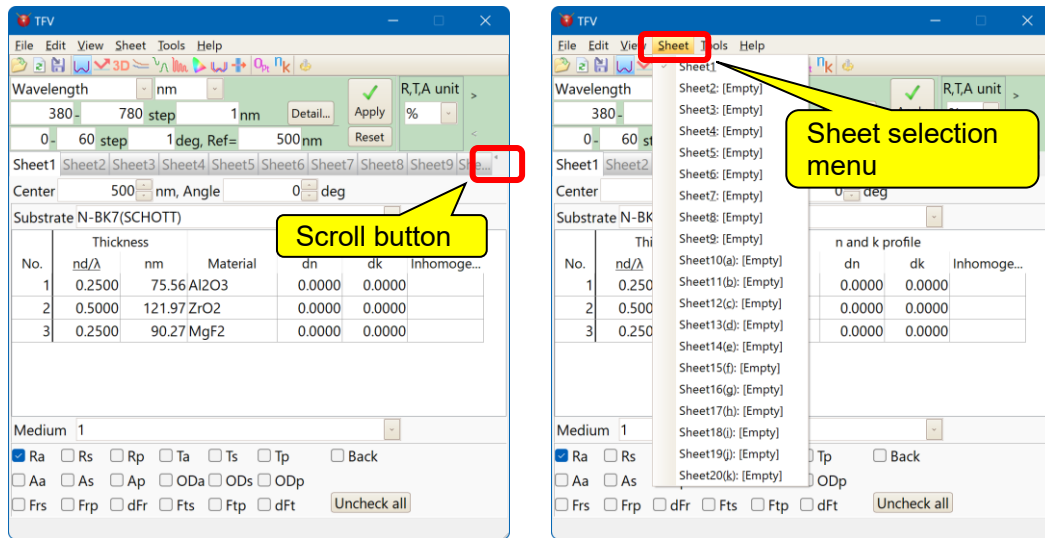 TFV
File Edit View Sheet Tools Help
3D Opt nk
Wavelength nm R,T,A unit >
380 - 780 step 1 nm Detail... Apply %
0 - 60 step 1 deg, Ref= 500 nm Reset <
Sheet1 Sheet2 Sheet3 Sheet4 Sheet5 Sheet6 Sheet7 Sheet8 Sheet9 She...
Center 500 nm, Angle 0 deg
Substrate N-BK7(SCHOTT)
Scroll button
Thickness
No. nd/λ nm Material dn dk Inhomoge...
1 0.2500 75.56 Al2O3 0.0000 0.0000
2 0.5000 121.97 ZrO2 0.0000 0.0000
3 0.2500 90.27 MgF2 0.0000 0.0000
Medium 1
Ra Rs Rp Ta Ts Tp Back
Aa As Ap ODa ODs ODp
Frs Frp dFr Fts Ftp dFt Uncheck all
TFV
File Edit View Sheet Tools Help
nk
Wavelength R,T,A unit >
380 -
0 - 60
Sheet1 Sheet2
Center 0 deg
Substrate N-BK
n and k profile
No. nd/λ dn dk Inhomoge...
1 0.250 0.0000 0.0000
2 0.500 0.0000 0.0000
3 0.250 0.0000 0.0000
Medium 1
Ra Rs Tp Back
Aa As ODp
Frs Frp dFr Fts Ftp dFt Uncheck all
Sheet1
Sheet2: [Empty]
Sheet3: [Empty]
Sheet4: [Empty]
Sheet5: [Empty]
Sheet6: [Empty]
Sheet7: [Empty]
Sheet8: [Empty]
Sheet9: [Empty]
Sheet10(a): [Empty]
Sheet11(b): [Empty]
Sheet12(c): [Empty]
Sheet13(d): [Empty]
Sheet14(e): [Empty]
Sheet15(f): [Empty]
Sheet16(g): [Empty]
Sheet17(h): [Empty]
Sheet18(i): [Empty]
Sheet19(j): [Empty]
Sheet20(k): [Empty]
Sheet selection
menu